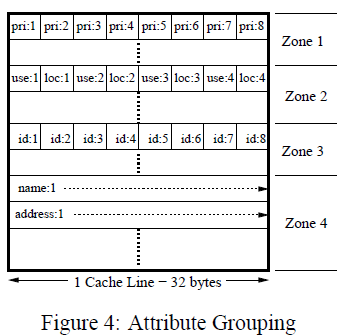 pri:1 pri:2 pri:3 pri:4 pri:5 pri:6 pri:7 pri:8
Zone 1
use:1 loc:1 use:2 loc:2 use:3 loc:3 use:4 loc:4
Zone 2
id:1 id:2 id:3 id:4 id:5 id:6 id:7 id:8
Zone 3
name:1
address:1
Zone 4
1 Cache Line − 32 bytes
Figure 4: Attribute Grouping